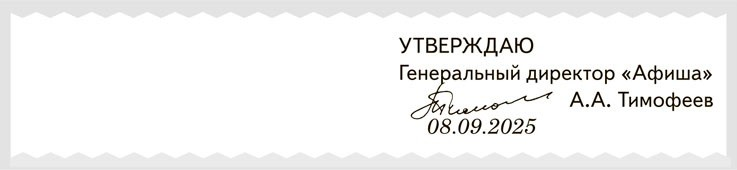 УТВЕРЖДАЮ
Генеральный директор «Афиша»
А.А. Тимофеев
08.09.2025